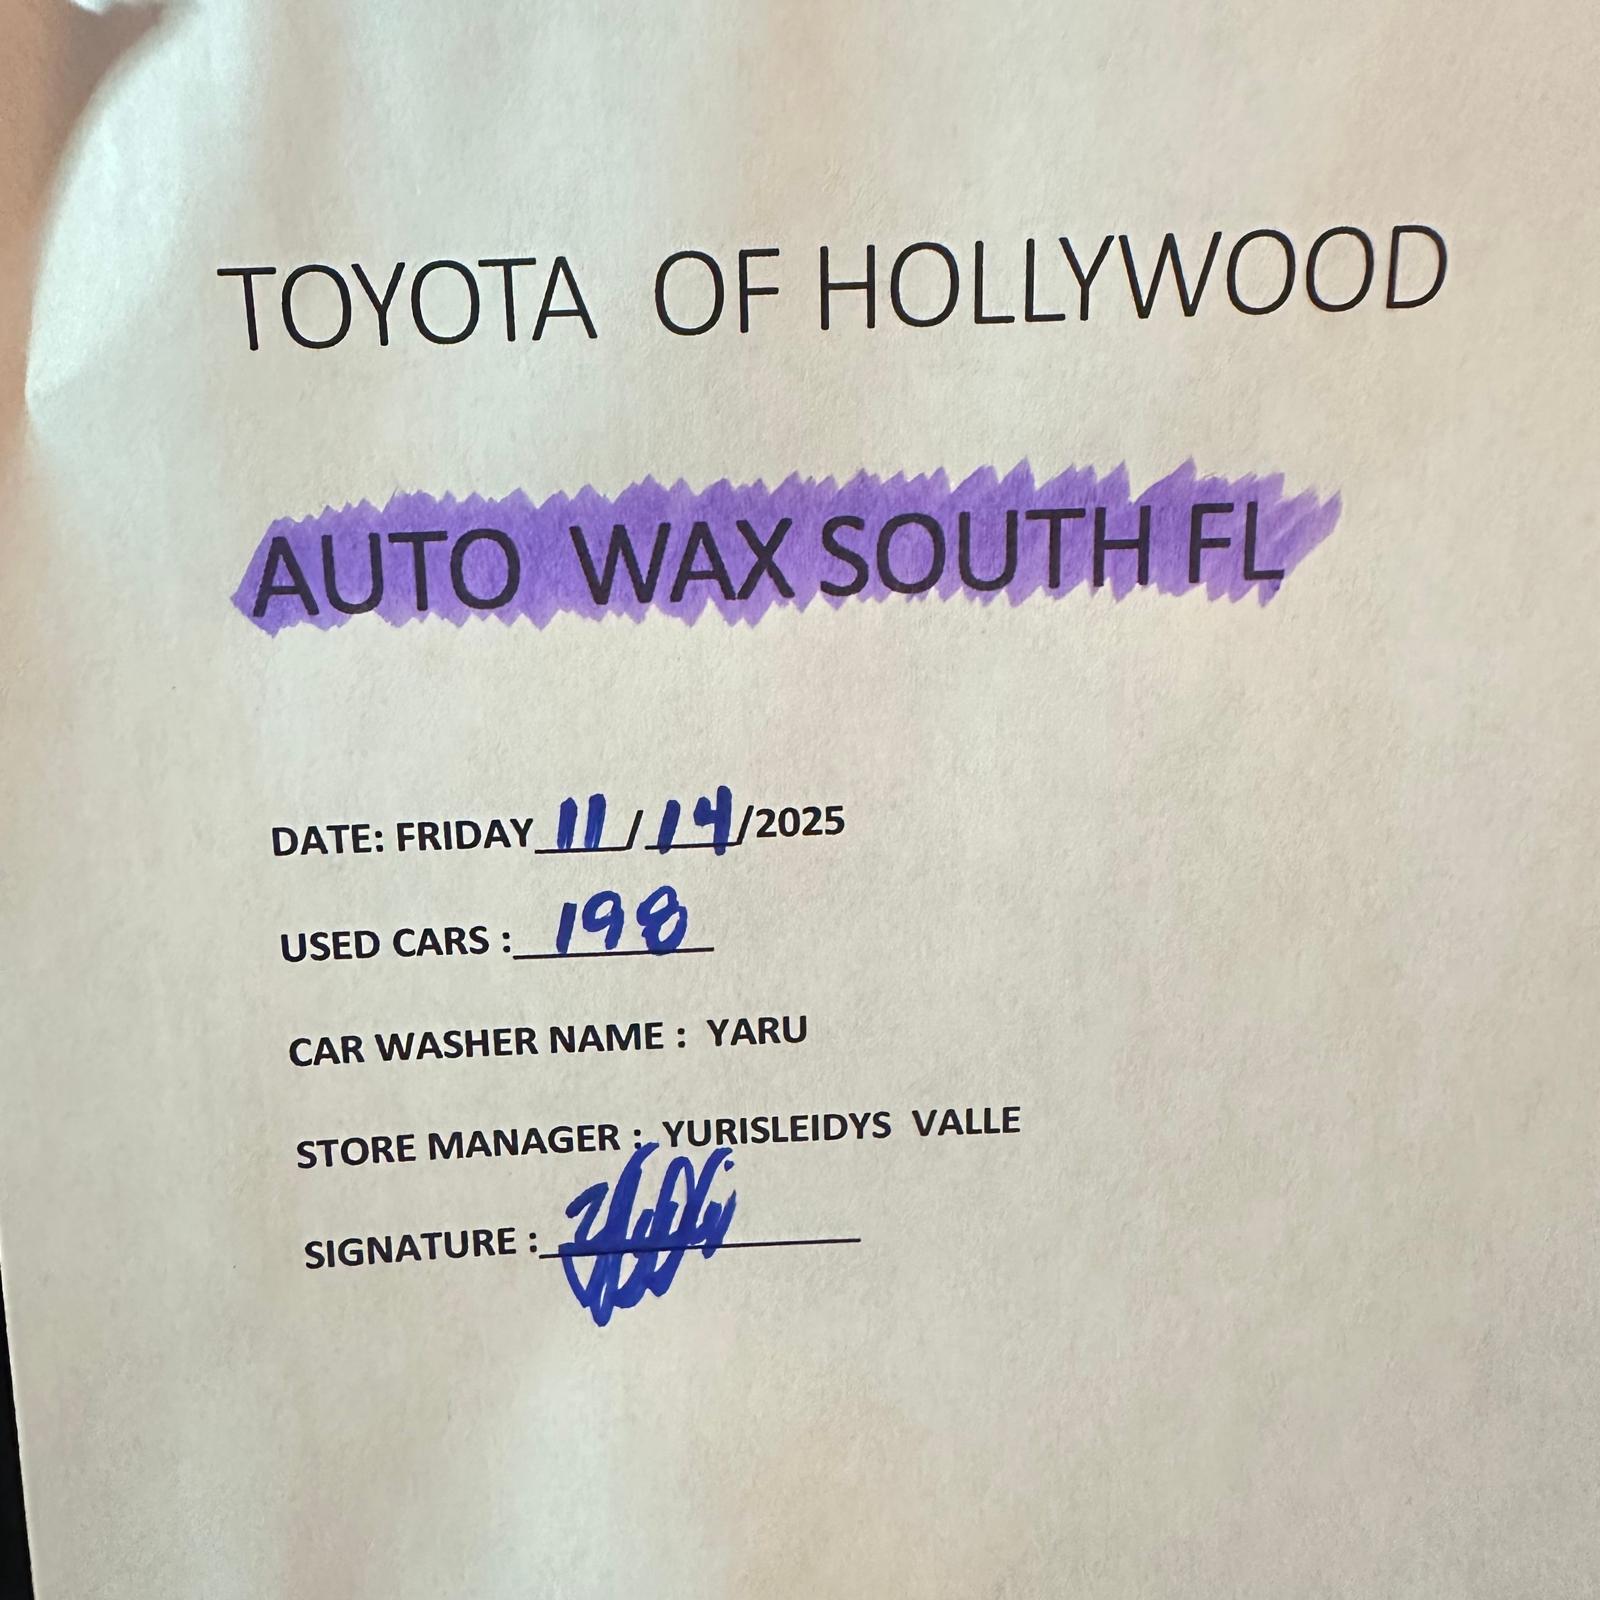 TOYOTA OF HOLLYWOOD
AUTO WAX SOUTH FL
DATE: FRIDAY 11/14/2025
USED CARS : 198
CAR WASHER NAME : YARU
STORE MANAGER : YURISLEIDYS VALLE
SIGNATURE :